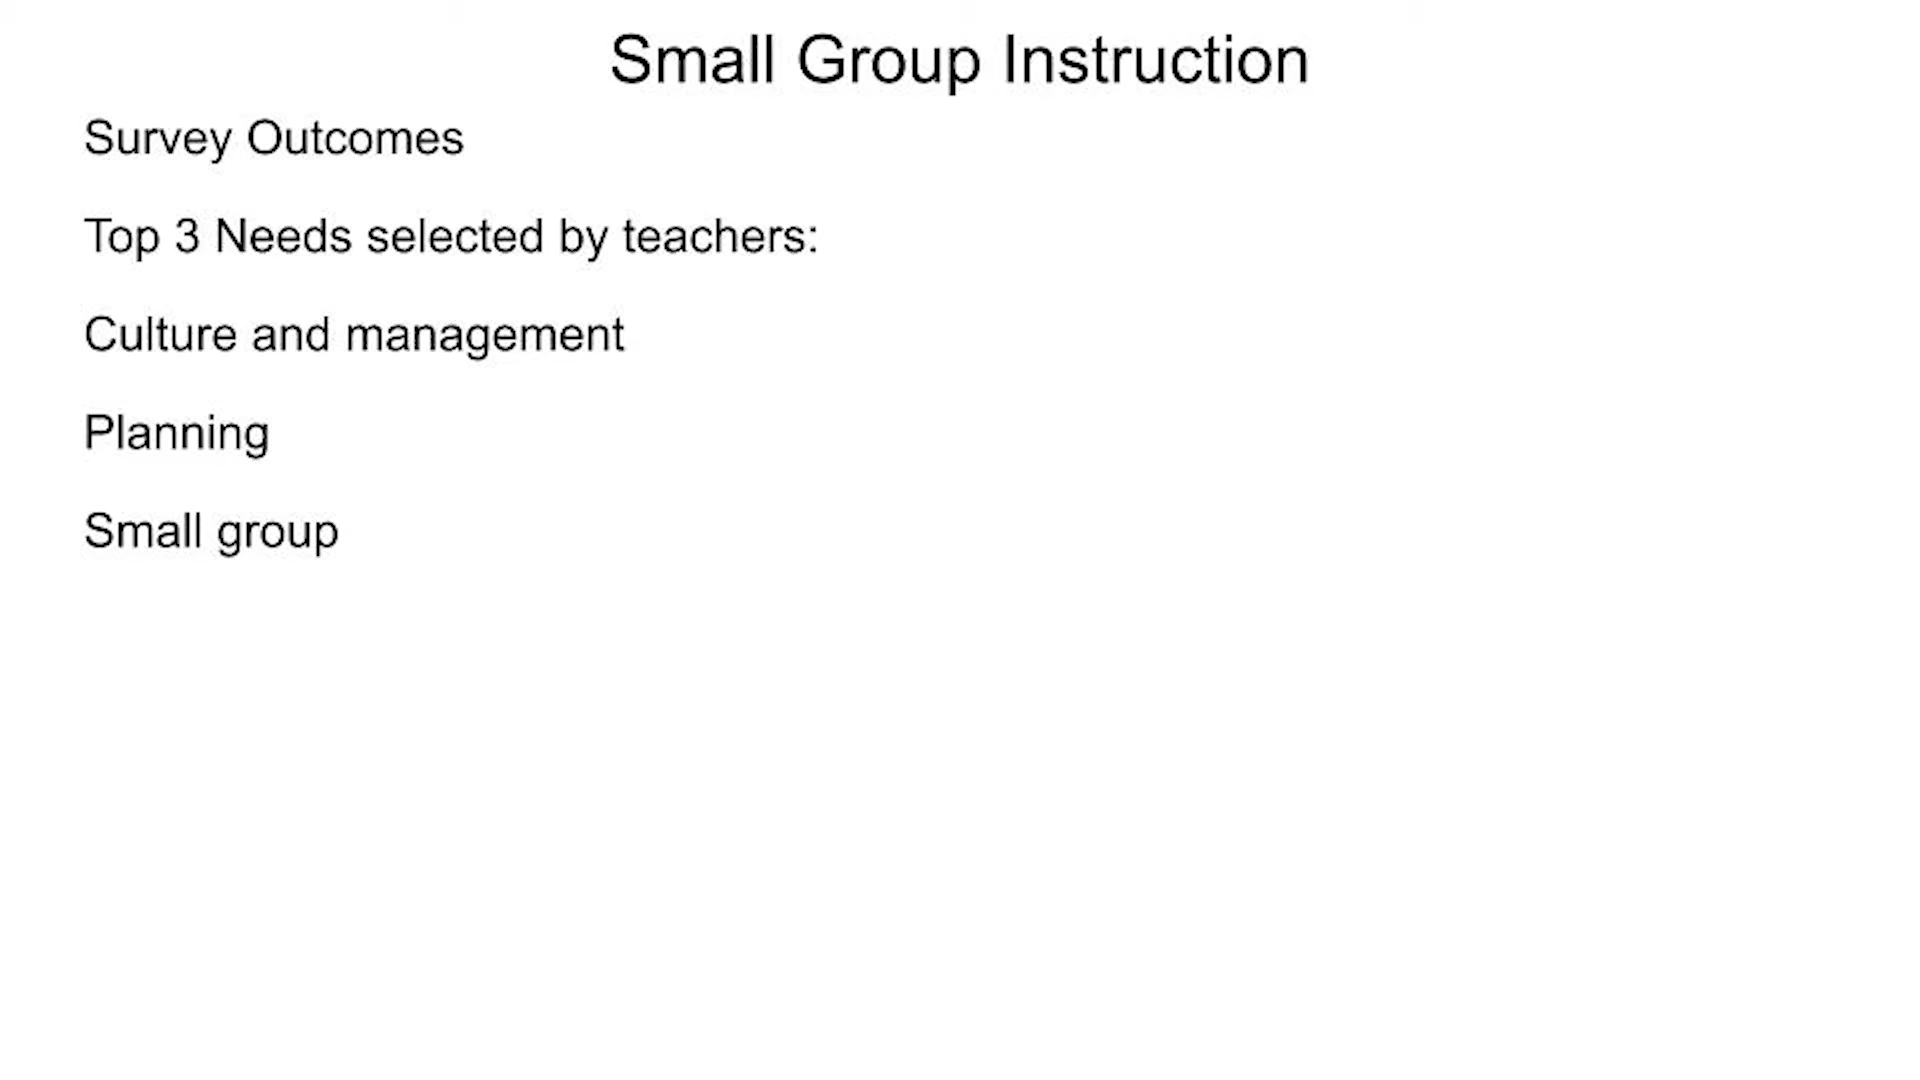 Small Group Instruction
Survey Outcomes
Top 3 Needs selected by teachers:
Culture and management
Planning
Small group